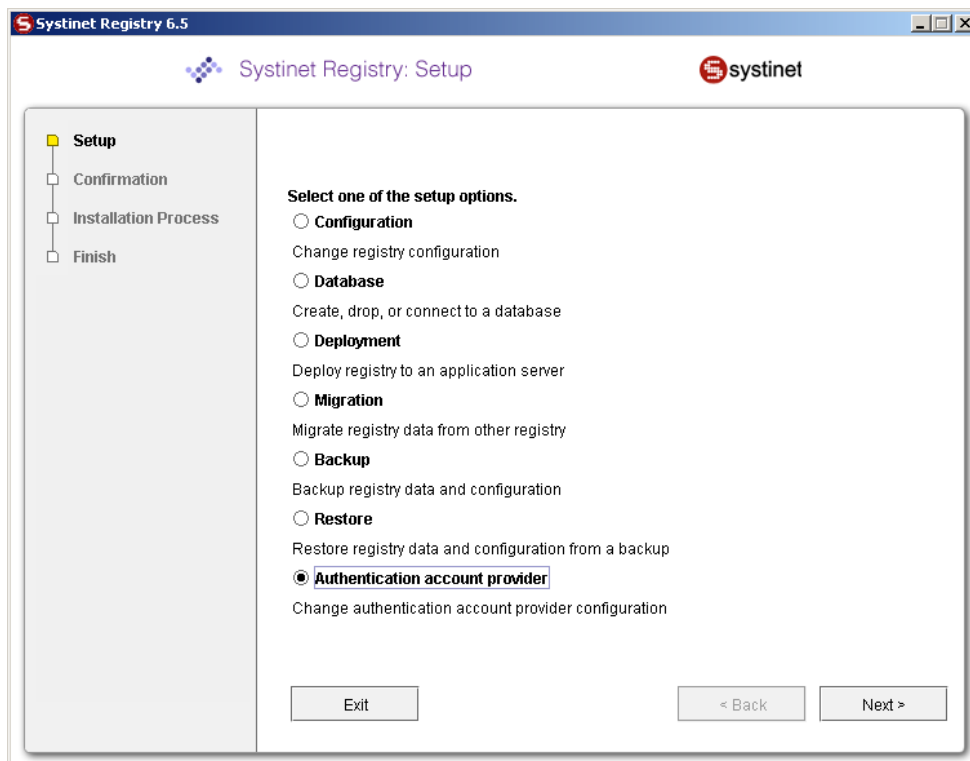 Systinet Registry 6.5
Systinet Registry: Setup
systinet
Setup
Confirmation
Installation Process
Finish
Select one of the setup options.
Configuration
Change registry configuration
Database
Create, drop, or connect to a database
Deployment
Deploy registry to an application server
Migration
Migrate registry data from other registry
Backup
Backup registry data and configuration
Restore
Restore registry data and configuration from a backup
Authentication account provider
Change authentication account provider configuration
Exit
< Back
Next >